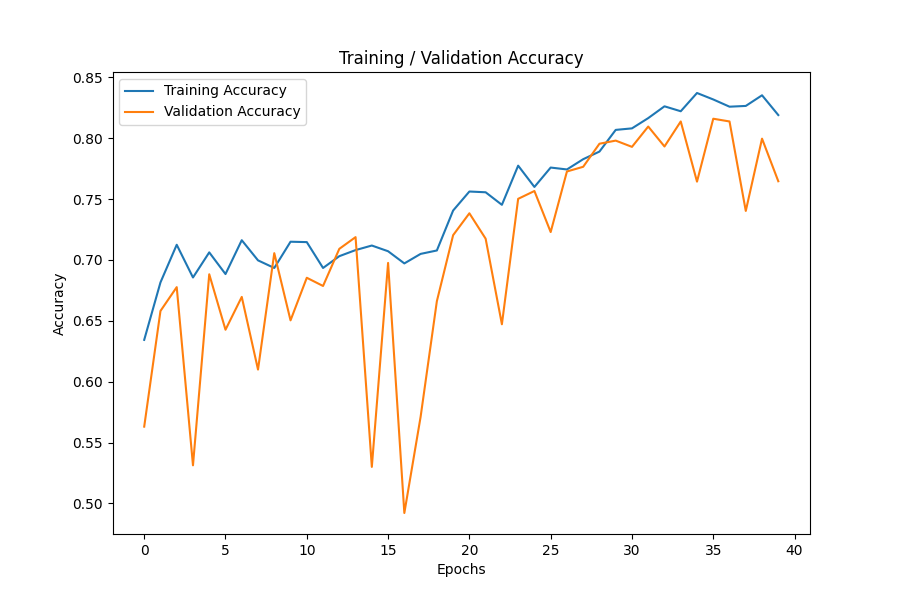 Training / Validation Accuracy
Training Accuracy
Validation Accuracy
0.85
0.80
0.75
0.70
0.65
0.60
0.55
0.50
Accuracy
0 5 10 15 20 25 30 35 40
Epochs